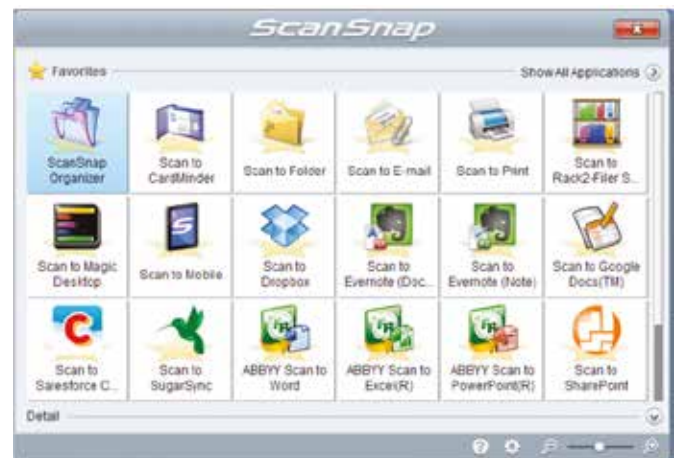 ScanSnap
Favorites
Show All Applications
ScanSnap
Organizer
Scan to
CardMinder
Scan to Folder
Scan to E-mail
Scan to Print
Scan to
Rack2-Filer S...
Scan to Magic
Desktop
Scan to Mobile
Scan to
Dropbox
Scan to
Evernote (Doc...
Scan to
Evernote (Note)
Scan to Google
Docs(TM)
Scan to
Salesforce C...
Scan to
SugarSync
ABBYY Scan to
Word
ABBYY Scan to
Excel(R)
ABBYY Scan to
PowerPoint(R)
Scan to
SharePoint
Detail